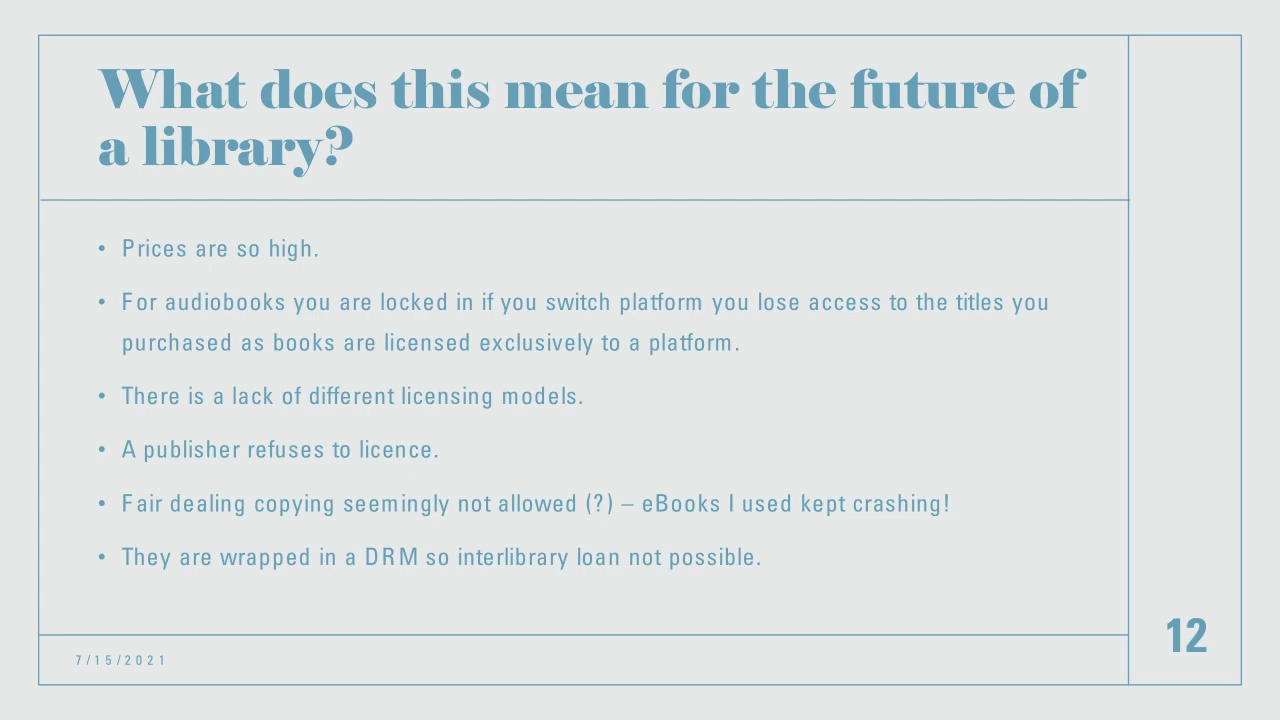 What does this mean for the future of
a library?
• Prices are so high.
• For audiobooks you are locked in if you switch platform you lose access to the titles you
purchased as books are licensed exclusively to a platform.
• There is a lack of different licensing models.
• A publisher refuses to licence.
• Fair dealing copying seemingly not allowed (?) – eBooks I used kept crashing!
• They are wrapped in a DRM so interlibrary loan not possible.
7/15/2021
12